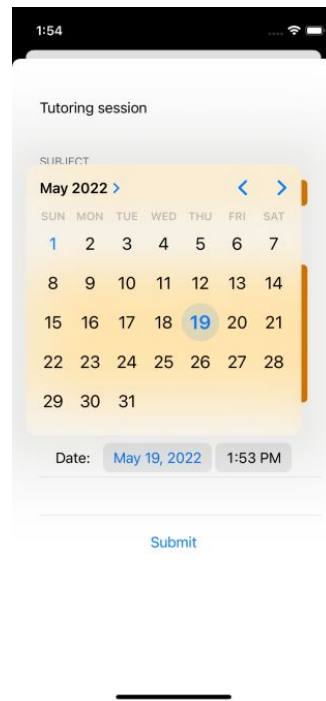 1:54
Tutoring session
SUBJECT
May 2022 >
SUN MON TUE WED THU FRI SAT
1 2 3 4 5 6 7
8 9 10 11 12 13 14
15 16 17 18 19 20 21
22 23 24 25 26 27 28
29 30 31
Date: May 19, 2022 1:53 PM
Submit